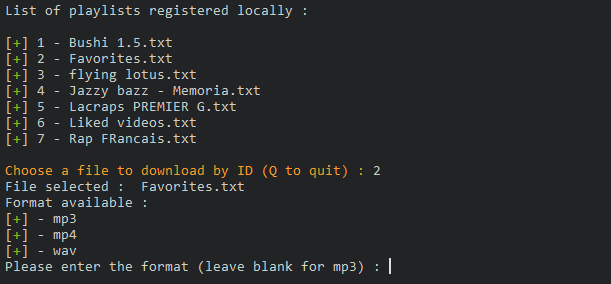 List of playlists registered locally :
[+] 1 - Bushi 1.5.txt
[+] 2 - Favorites.txt
[+] 3 - flying lotus.txt
[+] 4 - Jazzy bazz - Memoria.txt
[+] 5 - Lacraps PREMIER G.txt
[+] 6 - Liked videos.txt
[+] 7 - Rap FRancais.txt
Choose a file to download by ID (Q to quit) : 2
File selected :  Favorites.txt
Format available :
[+] - mp3
[+] - mp4
[+] - wav
Please enter the format (leave blank for mp3) :